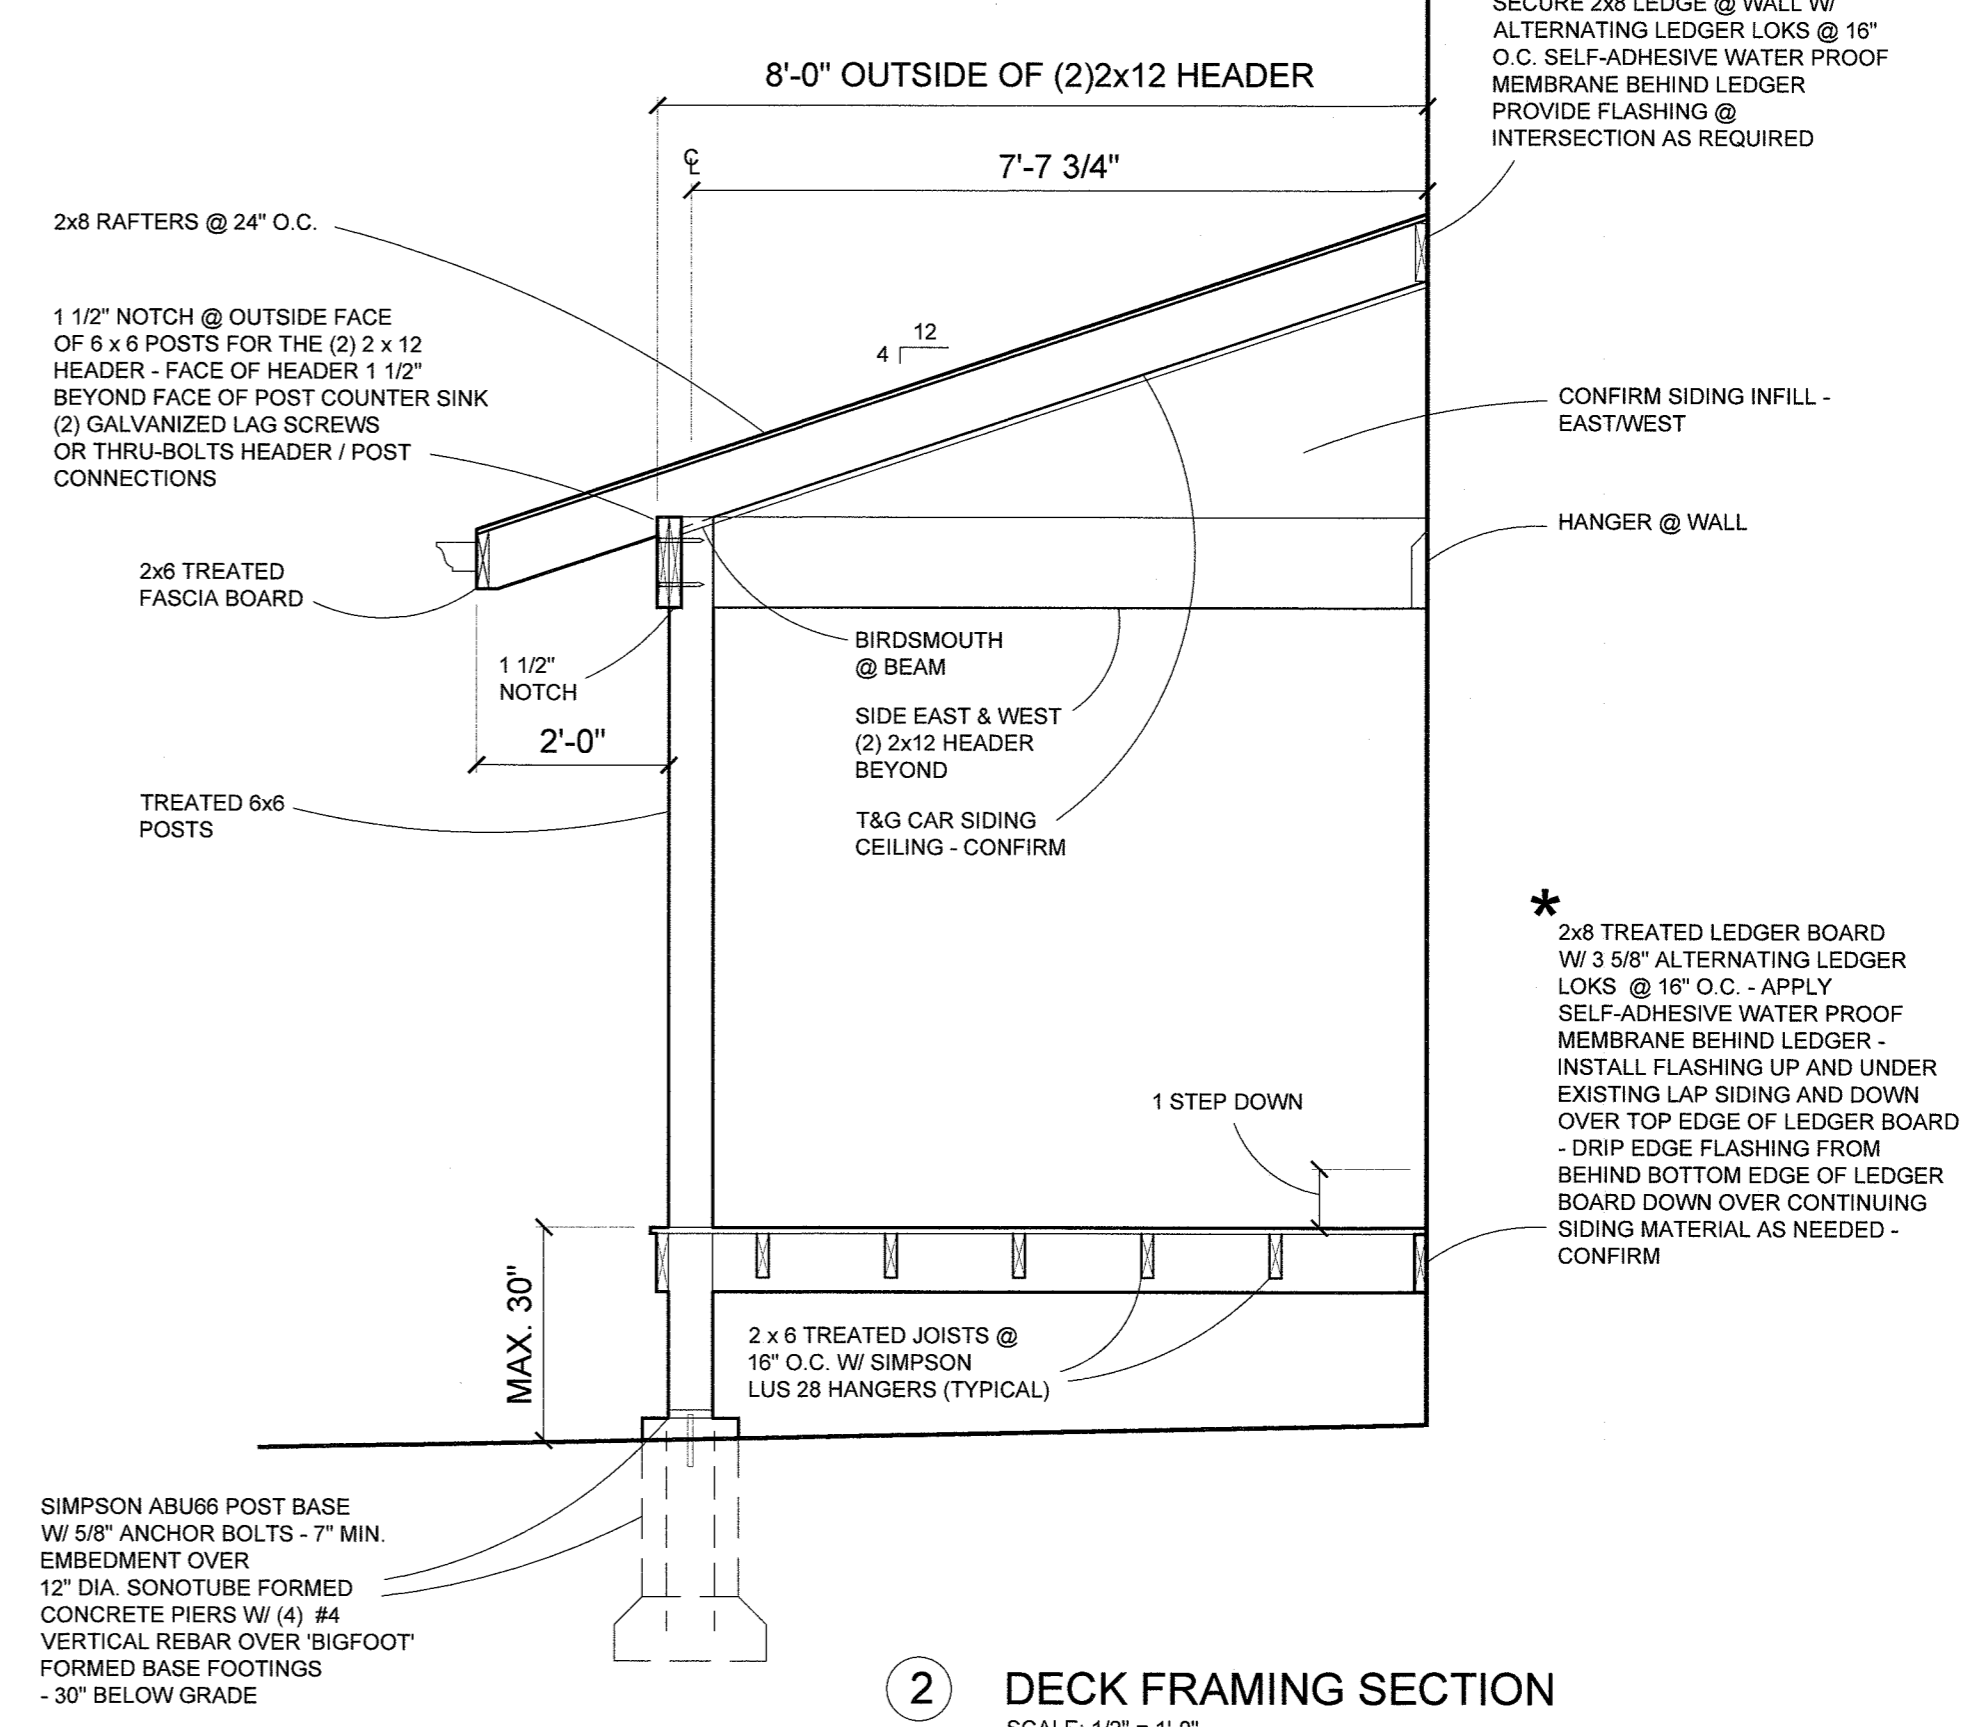 SECURE 2x8 LEDGE @ WALL W/
ALTERNATING LEDGER LOKS @ 16"
O.C. SELF-ADHESIVE WATER PROOF
MEMBRANE BEHIND LEDGER
PROVIDE FLASHING @
INTERSECTION AS REQUIRED
8'-0" OUTSIDE OF (2)2x12 HEADER
℄
7'-7 3/4"
2x8 RAFTERS @ 24" O.C.
1 1/2" NOTCH @ OUTSIDE FACE
OF 6 x 6 POSTS FOR THE (2) 2 x 12
HEADER - FACE OF HEADER 1 1/2"
BEYOND FACE OF POST COUNTER SINK
(2) GALVANIZED LAG SCREWS
OR THRU-BOLTS HEADER / POST
CONNECTIONS
12
4
CONFIRM SIDING INFILL -
EAST/WEST
HANGER @ WALL
2x6 TREATED
FASCIA BOARD
1 1/2"
NOTCH
2'-0"
BIRDSMOUTH
@ BEAM
SIDE EAST & WEST
(2) 2x12 HEADER
BEYOND
T&G CAR SIDING
CEILING - CONFIRM
TREATED 6x6
POSTS
*
2x8 TREATED LEDGER BOARD
W/ 3 5/8" ALTERNATING LEDGER
LOKS @ 16" O.C. - APPLY
SELF-ADHESIVE WATER PROOF
MEMBRANE BEHIND LEDGER -
INSTALL FLASHING UP AND UNDER
EXISTING LAP SIDING AND DOWN
OVER TOP EDGE OF LEDGER BOARD
- DRIP EDGE FLASHING FROM
BEHIND BOTTOM EDGE OF LEDGER
BOARD DOWN OVER CONTINUING
SIDING MATERIAL AS NEEDED -
CONFIRM
1 STEP DOWN
MAX. 30"
2 x 6 TREATED JOISTS @
16" O.C. W/ SIMPSON
LUS 28 HANGERS (TYPICAL)
SIMPSON ABU66 POST BASE
W/ 5/8" ANCHOR BOLTS - 7" MIN.
EMBEDMENT OVER
12" DIA. SONOTUBE FORMED
CONCRETE PIERS W/ (4) #4
VERTICAL REBAR OVER 'BIGFOOT'
FORMED BASE FOOTINGS
- 30" BELOW GRADE
2 DECK FRAMING SECTION
SCALE: 1/2" = 1'-0"